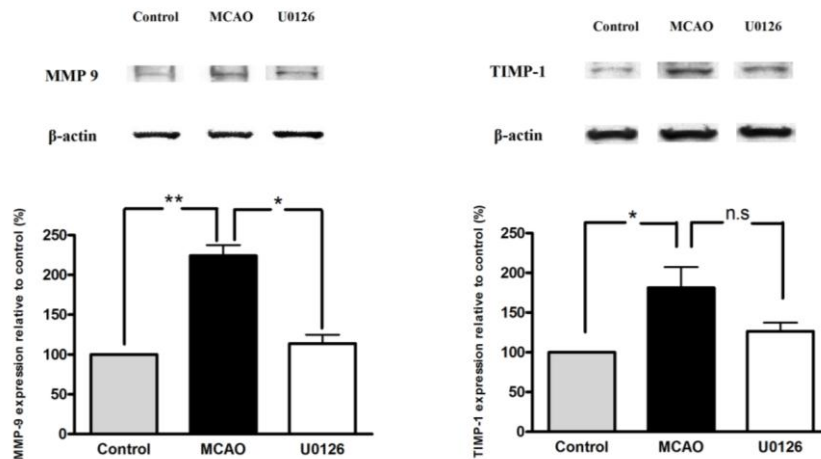 Control MCAO U0126
MMP 9
β-actin
MMP-9 expression relative to control (%)
250
200
150
100
50
0
** *
Control MCAO U0126
Control MCAO U0126
TIMP-1
β-actin
TIMP-1 expression relative to control (%)
250
200
150
100
50
0
* n.s
Control MCAO U0126